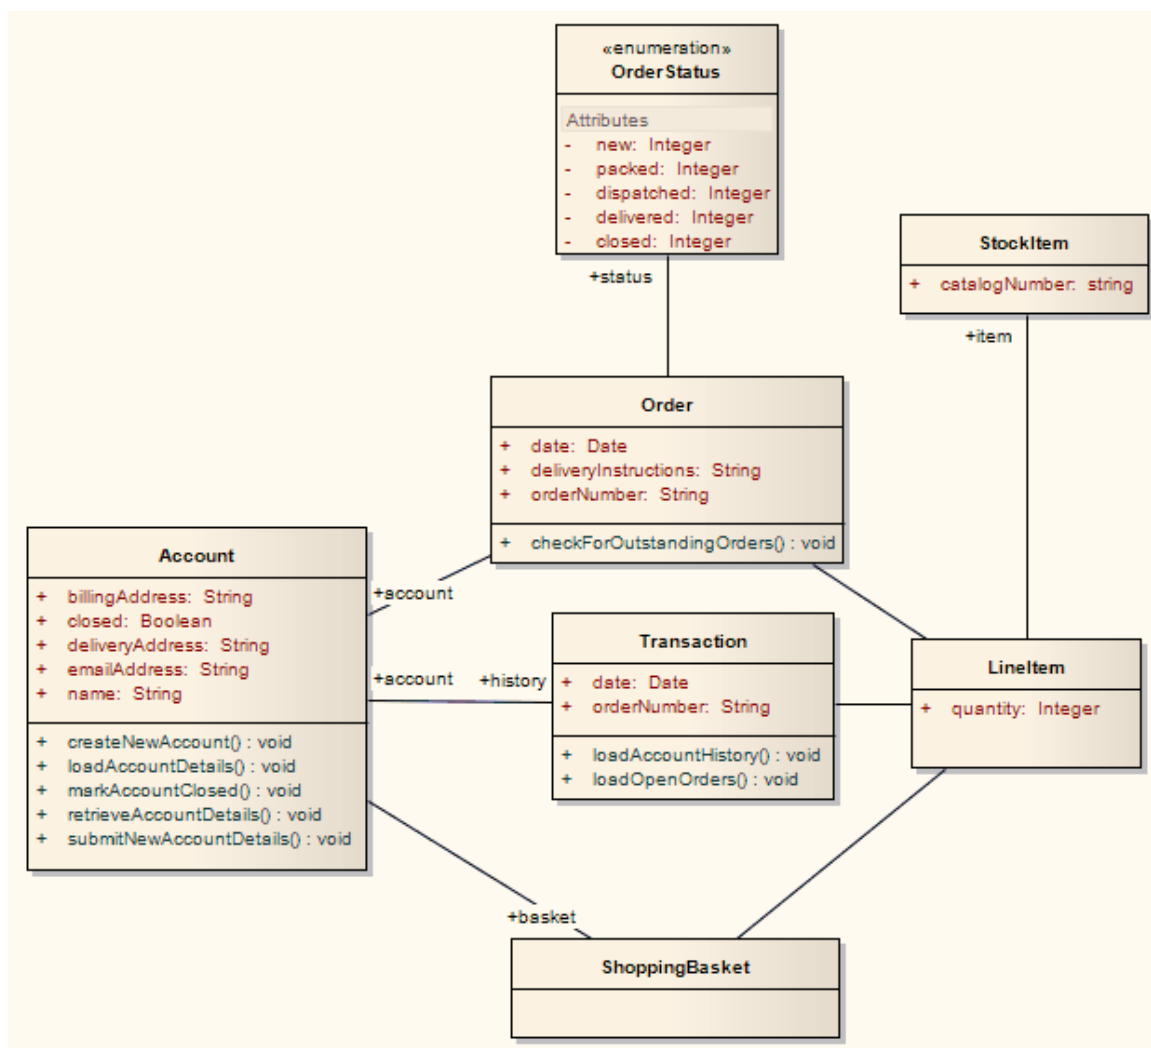 «enumeration»
OrderStatus
Attributes
- new: Integer
- packed: Integer
- dispatched: Integer
- delivered: Integer
- closed: Integer
+status
StockItem
+ catalogNumber: string
+item
Order
+ date: Date
+ deliveryInstructions: String
+ orderNumber: String
+ checkForOutstandingOrders() : void
Account
+ billingAddress: String
+ closed: Boolean
+ deliveryAddress: String
+ emailAddress: String
+ name: String
+ createNewAccount() : void
+ loadAccountDetails() : void
+ markAccountClosed() : void
+ retrieveAccountDetails() : void
+ submitNewAccountDetails() : void
+account
+account
+history
Transaction
+ date: Date
+ orderNumber: String
+ loadAccountHistory() : void
+ loadOpenOrders() : void
LineItem
+ quantity: Integer
+basket
ShoppingBasket